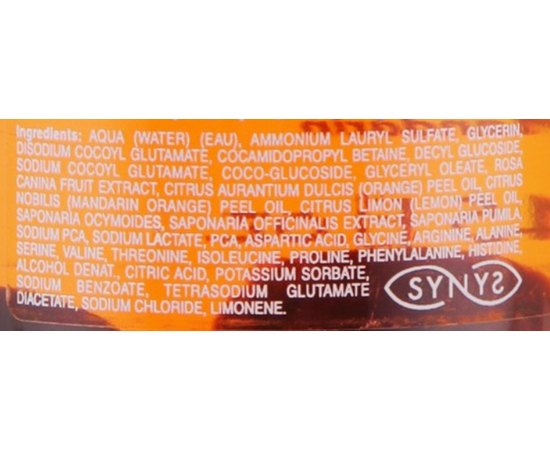 Ingredients: AQUA (WATER) (EAU), AMMONIUM LAURYL SULFATE, GLYCERIN,
DISODIUM COCOYL GLUTAMATE, COCAMIDOPROPYL BETAINE, DECYL GLUCOSIDE,
SODIUM COCOYL GLUTAMATE, COCO-GLUCOSIDE, GLYCERYL OLEATE, ROSA
CANINA FRUIT EXTRACT, CITRUS AURANTIUM DULCIS (ORANGE) PEEL OIL, CITRUS
NOBILIS (MANDARIN ORANGE) PEEL OIL, CITRUS LIMON (LEMON) PEEL OIL,
SAPONARIA OCYMOIDES, SAPONARIA OFFICINALIS EXTRACT, SAPONARIA PUMILA,
SODIUM PCA, SODIUM LACTATE, PCA, ASPARTIC ACID, GLYCINE, ARGININE, ALANINE,
SERINE, VALINE, THREONINE, ISOLEUCINE, PROLINE, PHENYLALANINE, HISTIDINE,
ALCOHOL DENAT., CITRIC ACID, POTASSIUM SORBATE,
SODIUM BENZOATE, TETRASODIUM GLUTAMATE
DIACETATE, SODIUM CHLORIDE, LIMONENE.
SYNYS